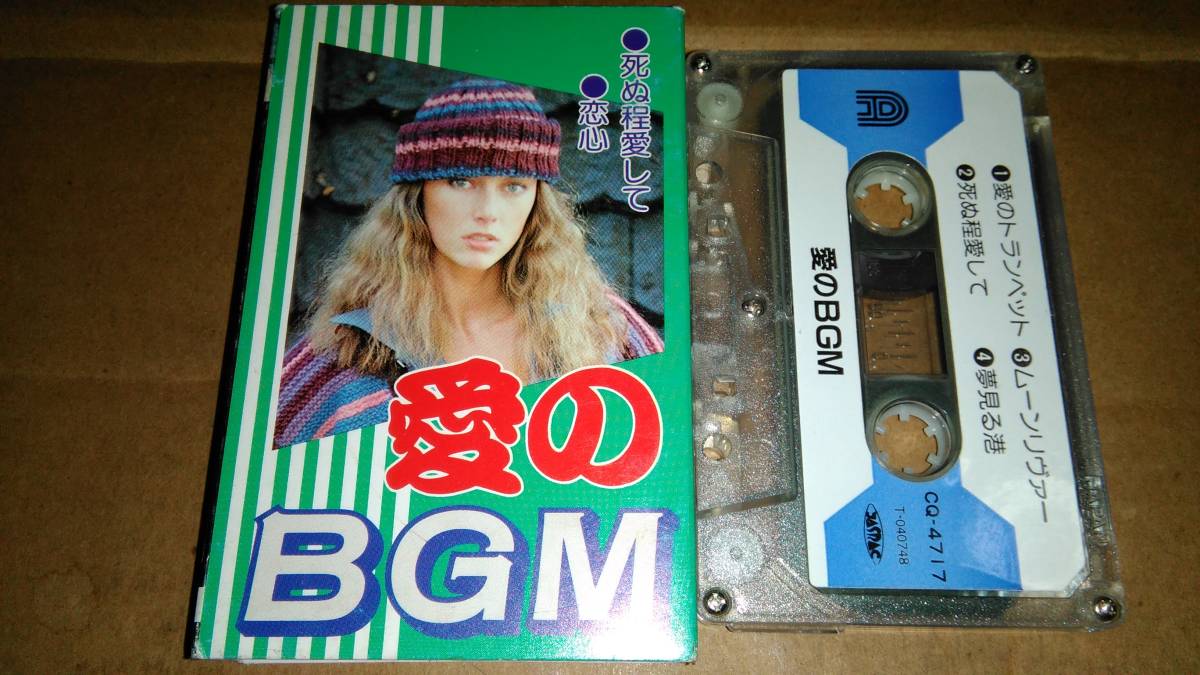 ●死ぬ程愛して
●恋心
愛の
BGM
❶愛のトランペット
❷死ぬ程愛して
❸ムーンリヴァー
❹夢見る港
愛のBGM
CQ-4717
T-040748